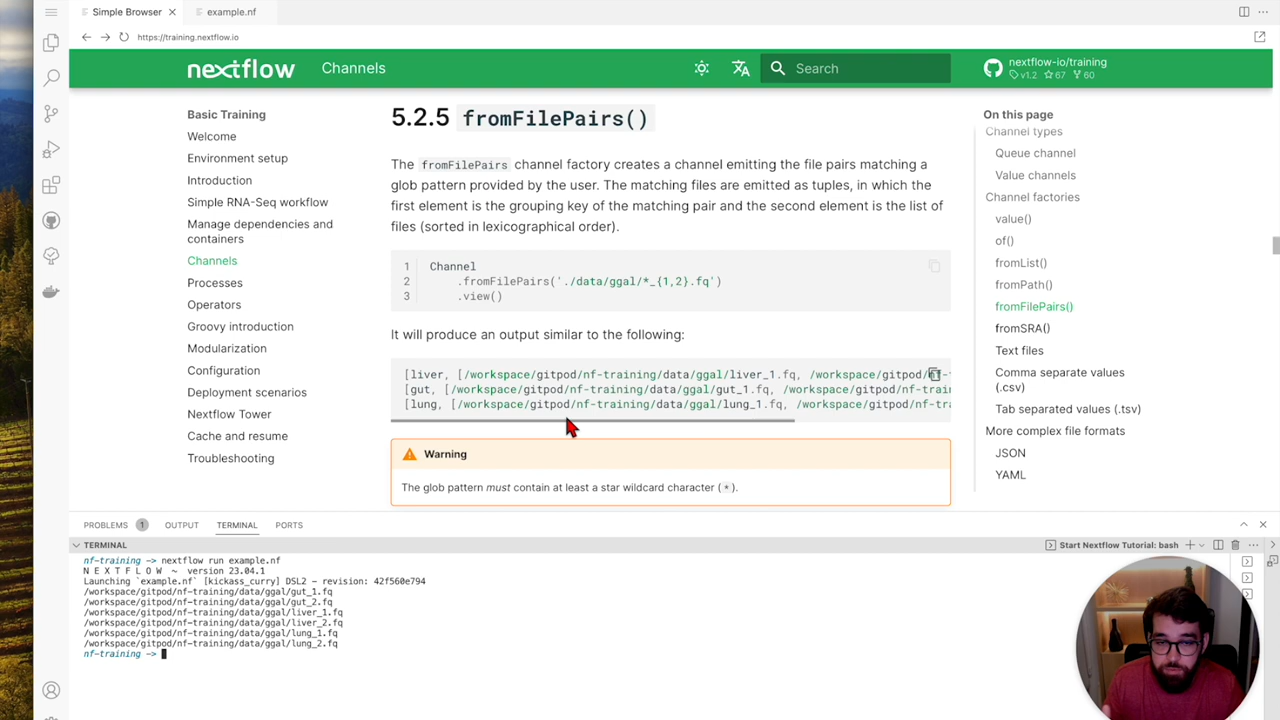 Simple Browser
example.nf
https://training.nextflow.io
nextflow
Channels
Search
nextflow-io/training
v1.2 67 60
Basic Training
Welcome
Environment setup
Introduction
Simple RNA-Seq workflow
Manage dependencies and
containers
Channels
Processes
Operators
Groovy introduction
Modularization
Configuration
Deployment scenarios
Nextflow Tower
Cache and resume
Troubleshooting
5.2.5 fromFilePairs()
The fromFilePairs channel factory creates a channel emitting the file pairs matching a
glob pattern provided by the user. The matching files are emitted as tuples, in which the
first element is the grouping key of the matching pair and the second element is the list of
files (sorted in lexicographical order).
1 Channel
2 .fromFilePairs('./data/ggal/*_{1,2}.fq')
3 .view()
It will produce an output similar to the following:
[liver, [/workspace/gitpod/nf-training/data/ggal/liver_1.fq, /workspace/gitpod/nf-t
[gut, [/workspace/gitpod/nf-training/data/ggal/gut_1.fq, /workspace/gitpod/nf-train
[lung, [/workspace/gitpod/nf-training/data/ggal/lung_1.fq, /workspace/gitpod/nf-tra
Warning
The glob pattern must contain at least a star wildcard character (*).
On this page
Channel types
Queue channel
Value channels
Channel factories
value()
of()
fromList()
fromPath()
fromFilePairs()
fromSRA()
Text files
Comma separate values
(.csv)
Tab separated values (.tsv)
More complex file formats
JSON
YAML
PROBLEMS 1 OUTPUT TERMINAL PORTS
TERMINAL
Start Nextflow Tutorial: bash
nf-training -> nextflow run example.nf
N E X T F L O W ~ version 23.04.1
Launching `example.nf` [kickass_curry] DSL2 - revision: 42f560e794
/workspace/gitpod/nf-training/data/ggal/gut_1.fq
/workspace/gitpod/nf-training/data/ggal/gut_2.fq
/workspace/gitpod/nf-training/data/ggal/liver_1.fq
/workspace/gitpod/nf-training/data/ggal/liver_2.fq
/workspace/gitpod/nf-training/data/ggal/lung_1.fq
/workspace/gitpod/nf-training/data/ggal/lung_2.fq
nf-training ->